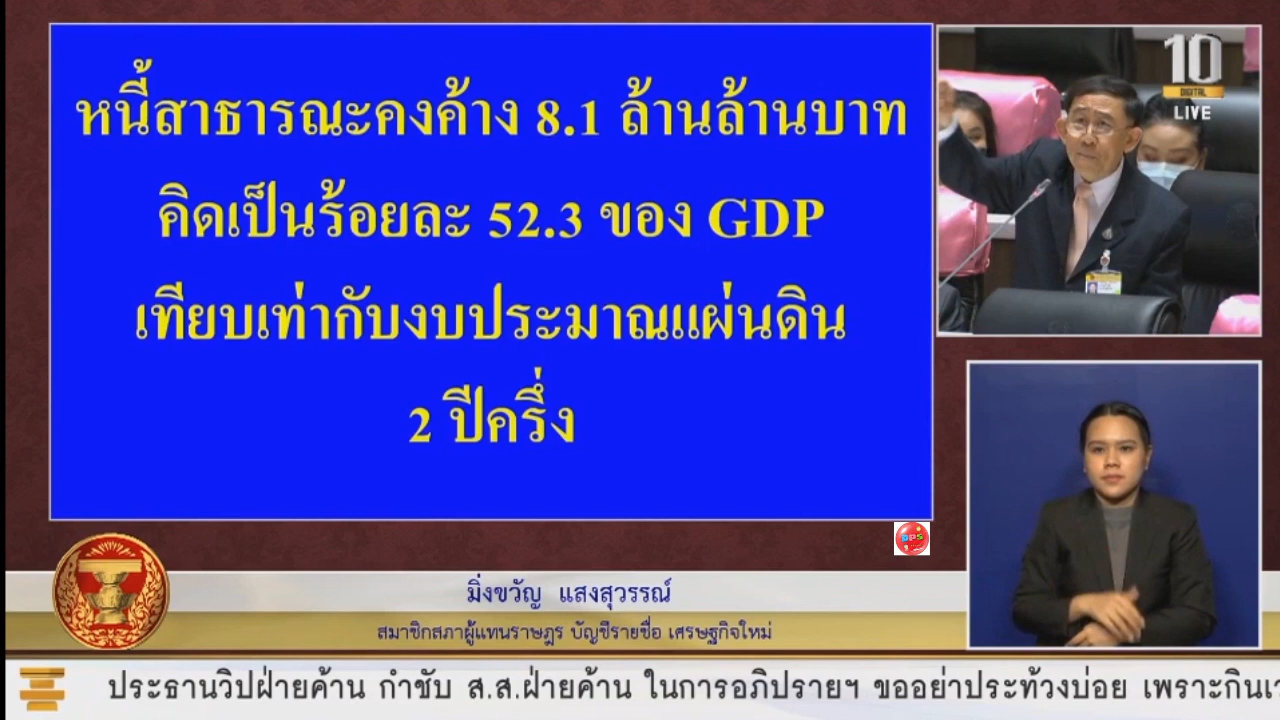 หนี้สาธารณะคงค้าง 8.1 ล้านล้านบาท
คิดเป็นร้อยละ 52.3 ของ GDP
เทียบเท่ากับงบประมาณแผ่นดิน
2 ปีครึ่ง
10
DIGITAL
LIVE
DPS
มิ่งขวัญ แสงสุวรรณ์
สมาชิกสภาผู้แทนราษฎร บัญชีรายชื่อ เศรษฐกิจใหม่
ประธานวิปฝ่ายค้าน กำชับ ส.ส.ฝ่ายค้าน ในการอภิปรายฯ ขออย่าประท้วงบ่อย เพราะกินเว